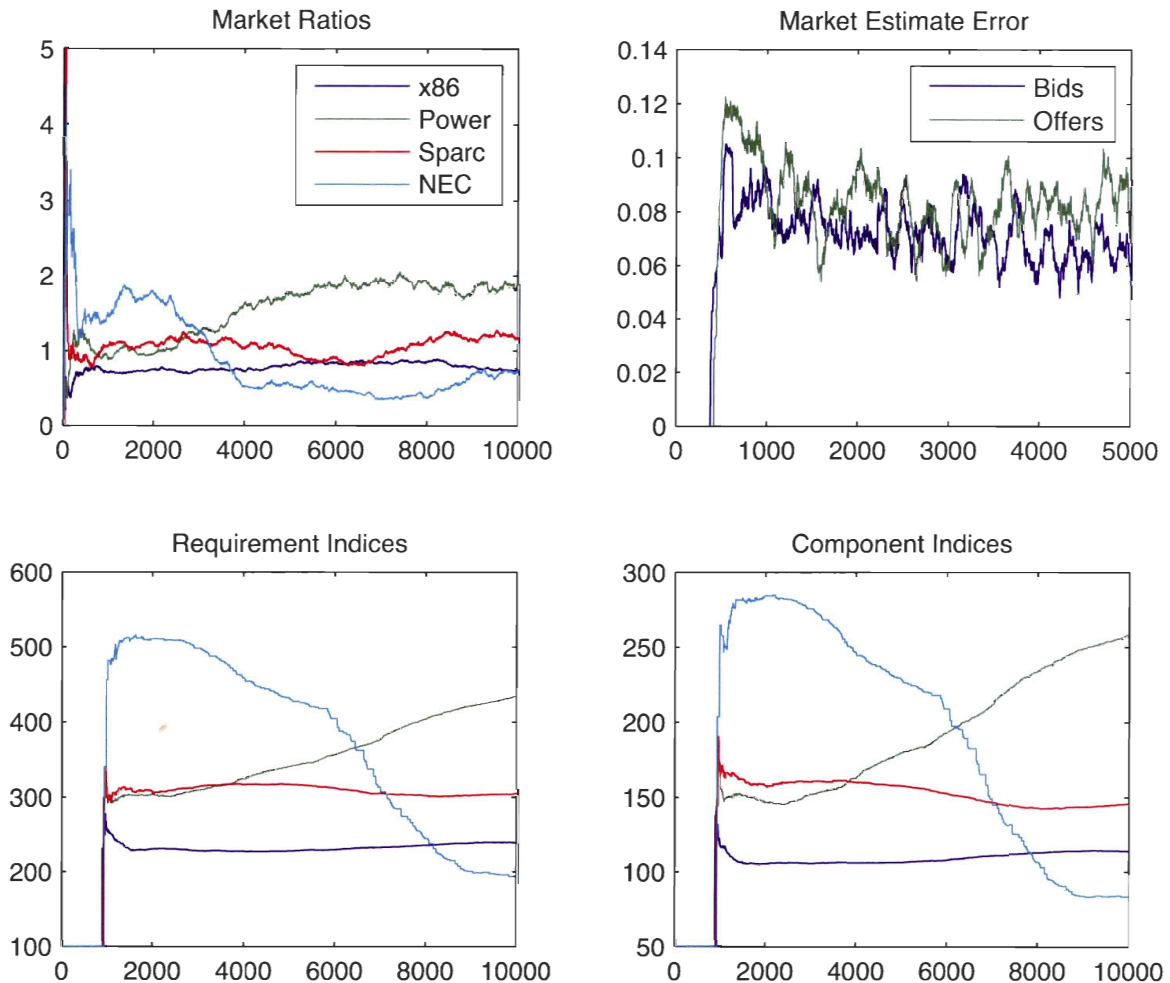 Market Ratios
5
4
3
2
1
0
x86
Power
Sparc
NEC
0 2000 4000 6000 8000 10000
Market Estimate Error
0.14
0.12
0.1
0.08
0.06
0.04
0.02
0
Bids
Offers
0 1000 2000 3000 4000 5000
Requirement Indices
600
500
400
300
200
100
0 2000 4000 6000 8000 10000
Component Indices
300
250
200
150
100
50
0 2000 4000 6000 8000 10000